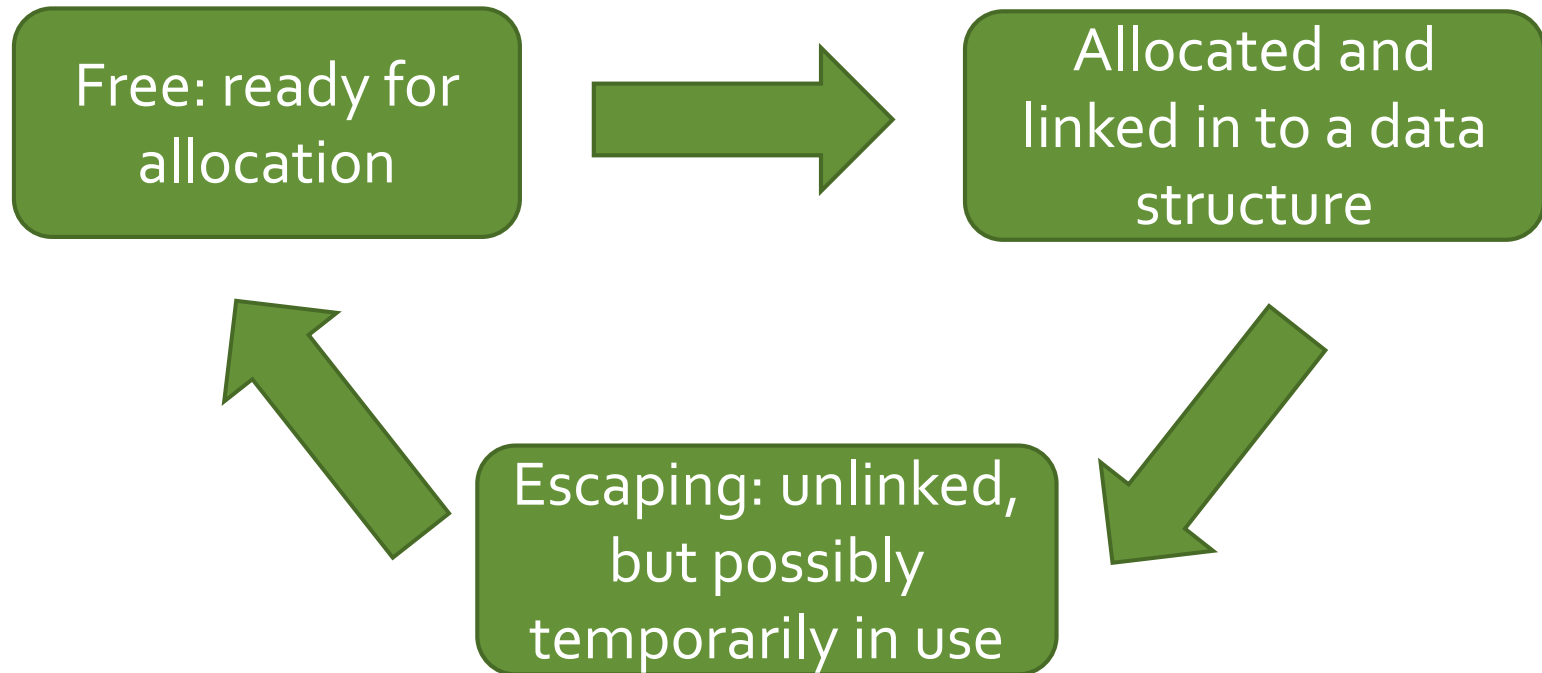 Free: ready for
allocation
Allocated and
linked in to a data
structure
Escaping: unlinked,
but possibly
temporarily in use